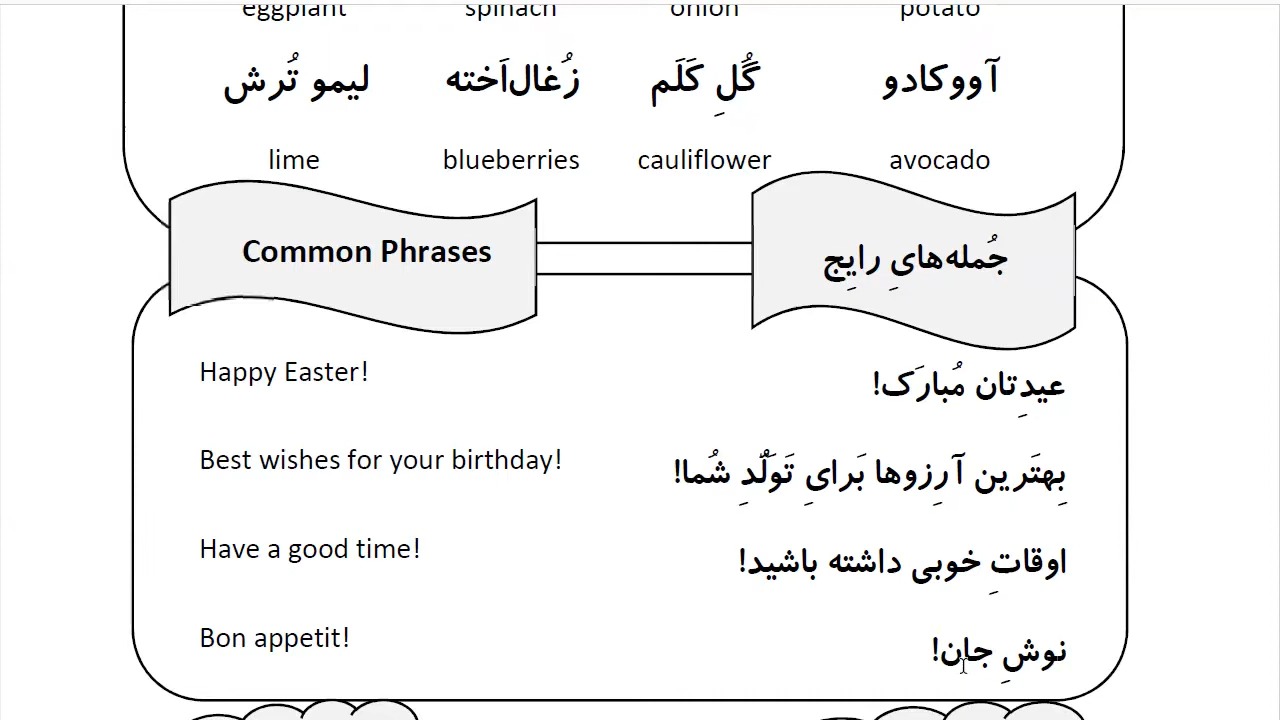 eggplant spinach onion potato
لیمو تُرش زُغال‌اَخته گُلِ کَلَم آووکادو
lime blueberries cauliflower avocado
Common Phrases جُمله‌هایِ رایِج
Happy Easter! عیدِتان مُبارَک!
Best wishes for your birthday! بِهتَرین آرِزوها بَرایِ تَوَلّدِ شُما!
Have a good time! اوقاتِ خوبی داشته باشید!
Bon appetit! نوشِ جان!